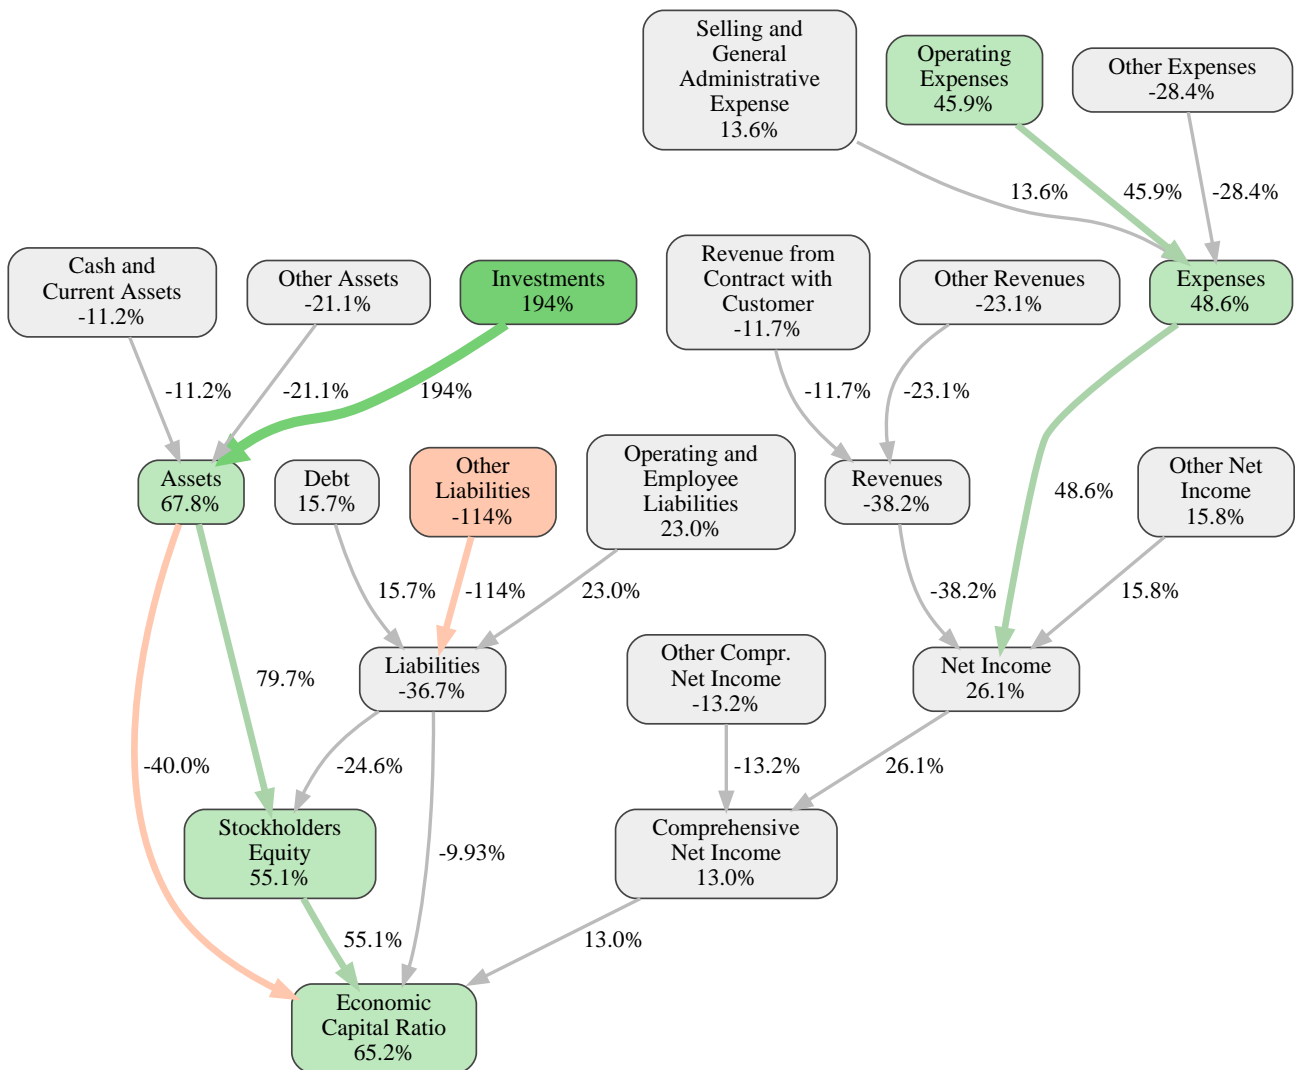 Selling and
General
Administrative
Expense
13.6%
Operating
Expenses
45.9%
Other Expenses
-28.4%
13.6%
45.9%
-28.4%
Cash and
Current Assets
-11.2%
Other Assets
-21.1%
Investments
194%
Revenue from
Contract with
Customer
-11.7%
Other Revenues
-23.1%
Expenses
48.6%
-11.2%
-21.1%
194%
-11.7%
-23.1%
Assets
67.8%
Debt
15.7%
Other
Liabilities
-114%
Operating and
Employee
Liabilities
23.0%
Revenues
-38.2%
48.6%
Other Net
Income
15.8%
15.7%
-114%
23.0%
-38.2%
15.8%
79.7%
Liabilities
-36.7%
Other Compr.
Net Income
-13.2%
Net Income
26.1%
-40.0%
-24.6%
-13.2%
26.1%
Stockholders
Equity
55.1%
-9.93%
Comprehensive
Net Income
13.0%
55.1%
13.0%
Economic
Capital Ratio
65.2%